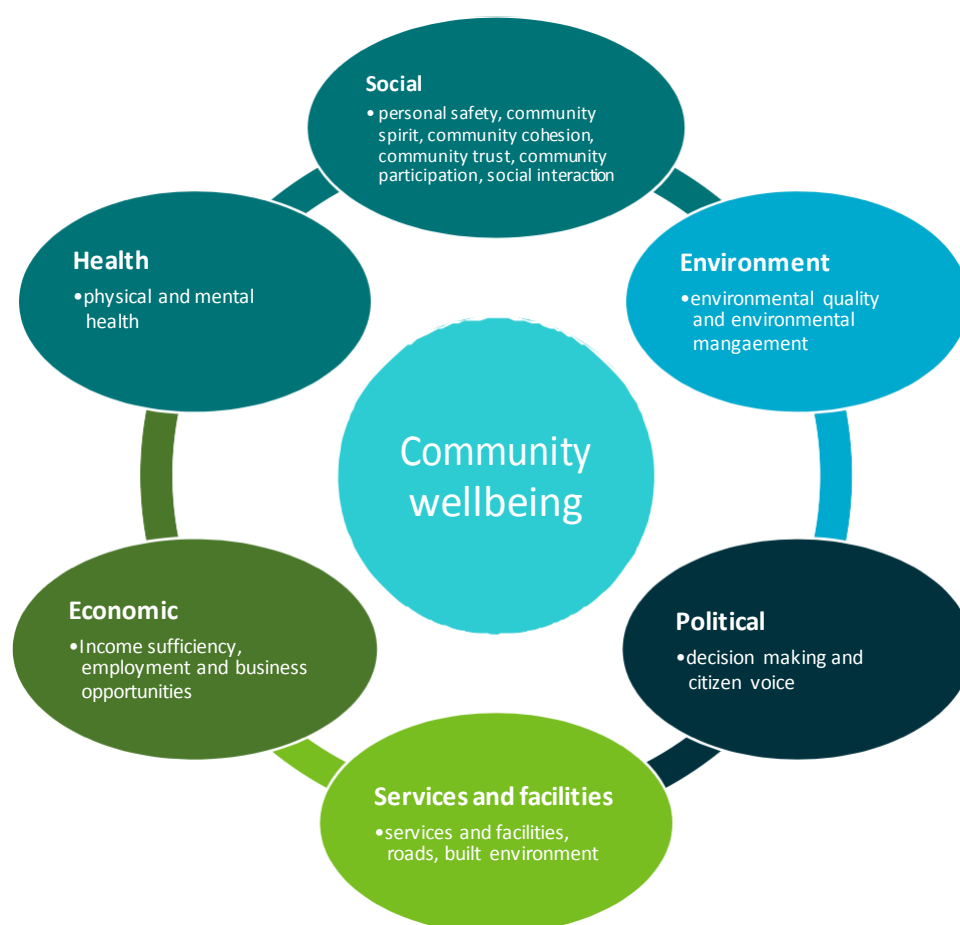 Social
• personal safety, community
spirit, community cohesion,
community trust, community
participation, social interaction
Environment
•environmental quality
and environmental
mangaement
Political
•decision making and
citizen voice
Services and facilities
•services and facilities,
roads, built environment
Economic
•Income sufficiency,
employment and business
opportunities
Health
•physical and mental
health
Community
wellbeing